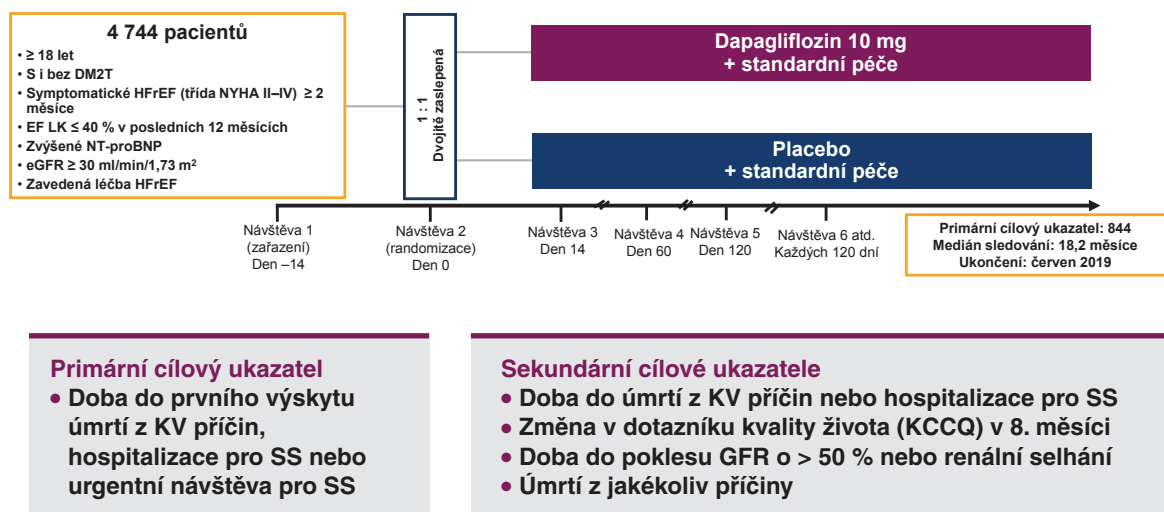 4 744 pacientů
• ≥ 18 let
• S i bez DM2T
• Symptomatické HFrEF (třída NYHA II–IV) ≥ 2
měsíce
• EF LK ≤ 40 % v posledních 12 měsících
• Zvýšené NT-proBNP
• eGFR ≥ 30 ml/min/1,73 m²
• Zavedená léčba HFrEF
1 : 1
Dvojitě zaslepená
Dapagliflozin 10 mg
+ standardní péče
Placebo
+ standardní péče
Návštěva 1
(zařazení)
Den –14
Návštěva 2
(randomizace)
Den 0
Návštěva 3
Den 14
Návštěva 4
Den 60
Návštěva 5
Den 120
Návštěva 6 atd.
Každých 120 dní
Primární cílový ukazatel: 844
Medián sledování: 18,2 měsíce
Ukončení: červen 2019
Primární cílový ukazatel
• Doba do prvního výskytu
úmrtí z KV příčin,
hospitalizace pro SS nebo
urgentní návštěva pro SS
Sekundární cílové ukazatele
• Doba do úmrtí z KV příčin nebo hospitalizace pro SS
• Změna v dotazníku kvality života (KCCQ) v 8. měsíci
• Doba do poklesu GFR o > 50 % nebo renální selhání
• Úmrtí z jakékoliv příčiny